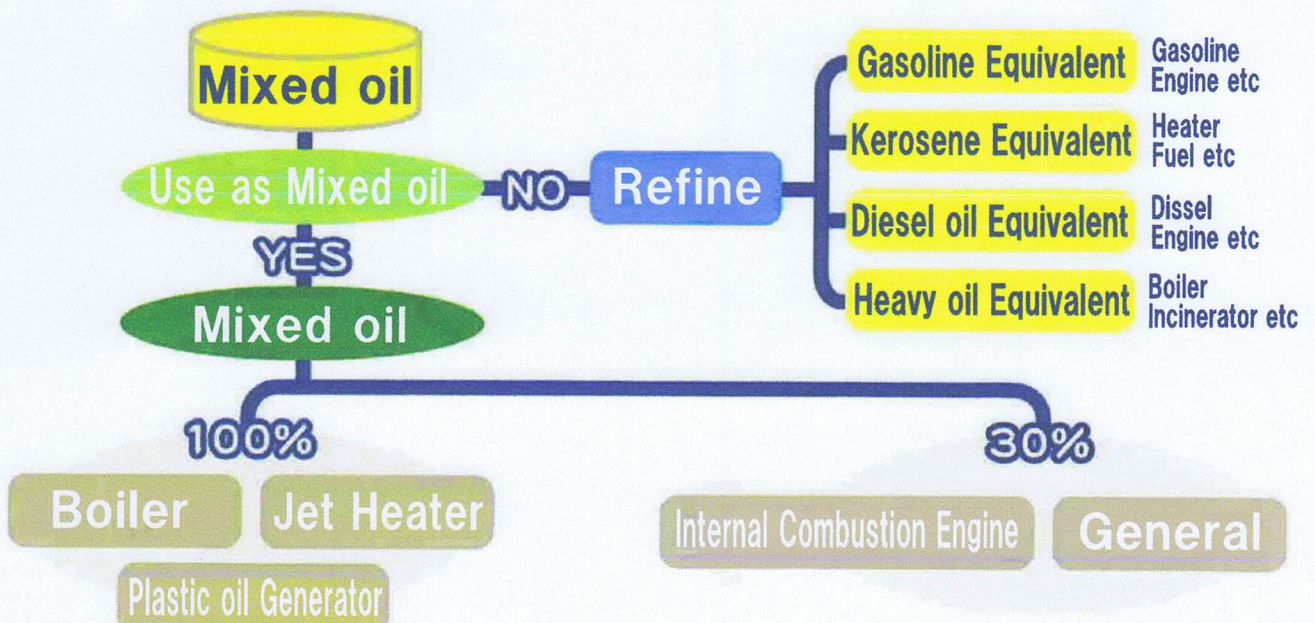 Mixed oil
Use as Mixed oil
NO
Refine
Gasoline Equivalent
Gasoline
Engine etc
Kerosene Equivalent
Heater
Fuel etc
Diesel oil Equivalent
Dissel
Engine etc
Heavy oil Equivalent
Boiler
Incinerator etc
YES
Mixed oil
100%
30%
Boiler
Jet Heater
Plastic oil Generator
Internal Combustion Engine
General